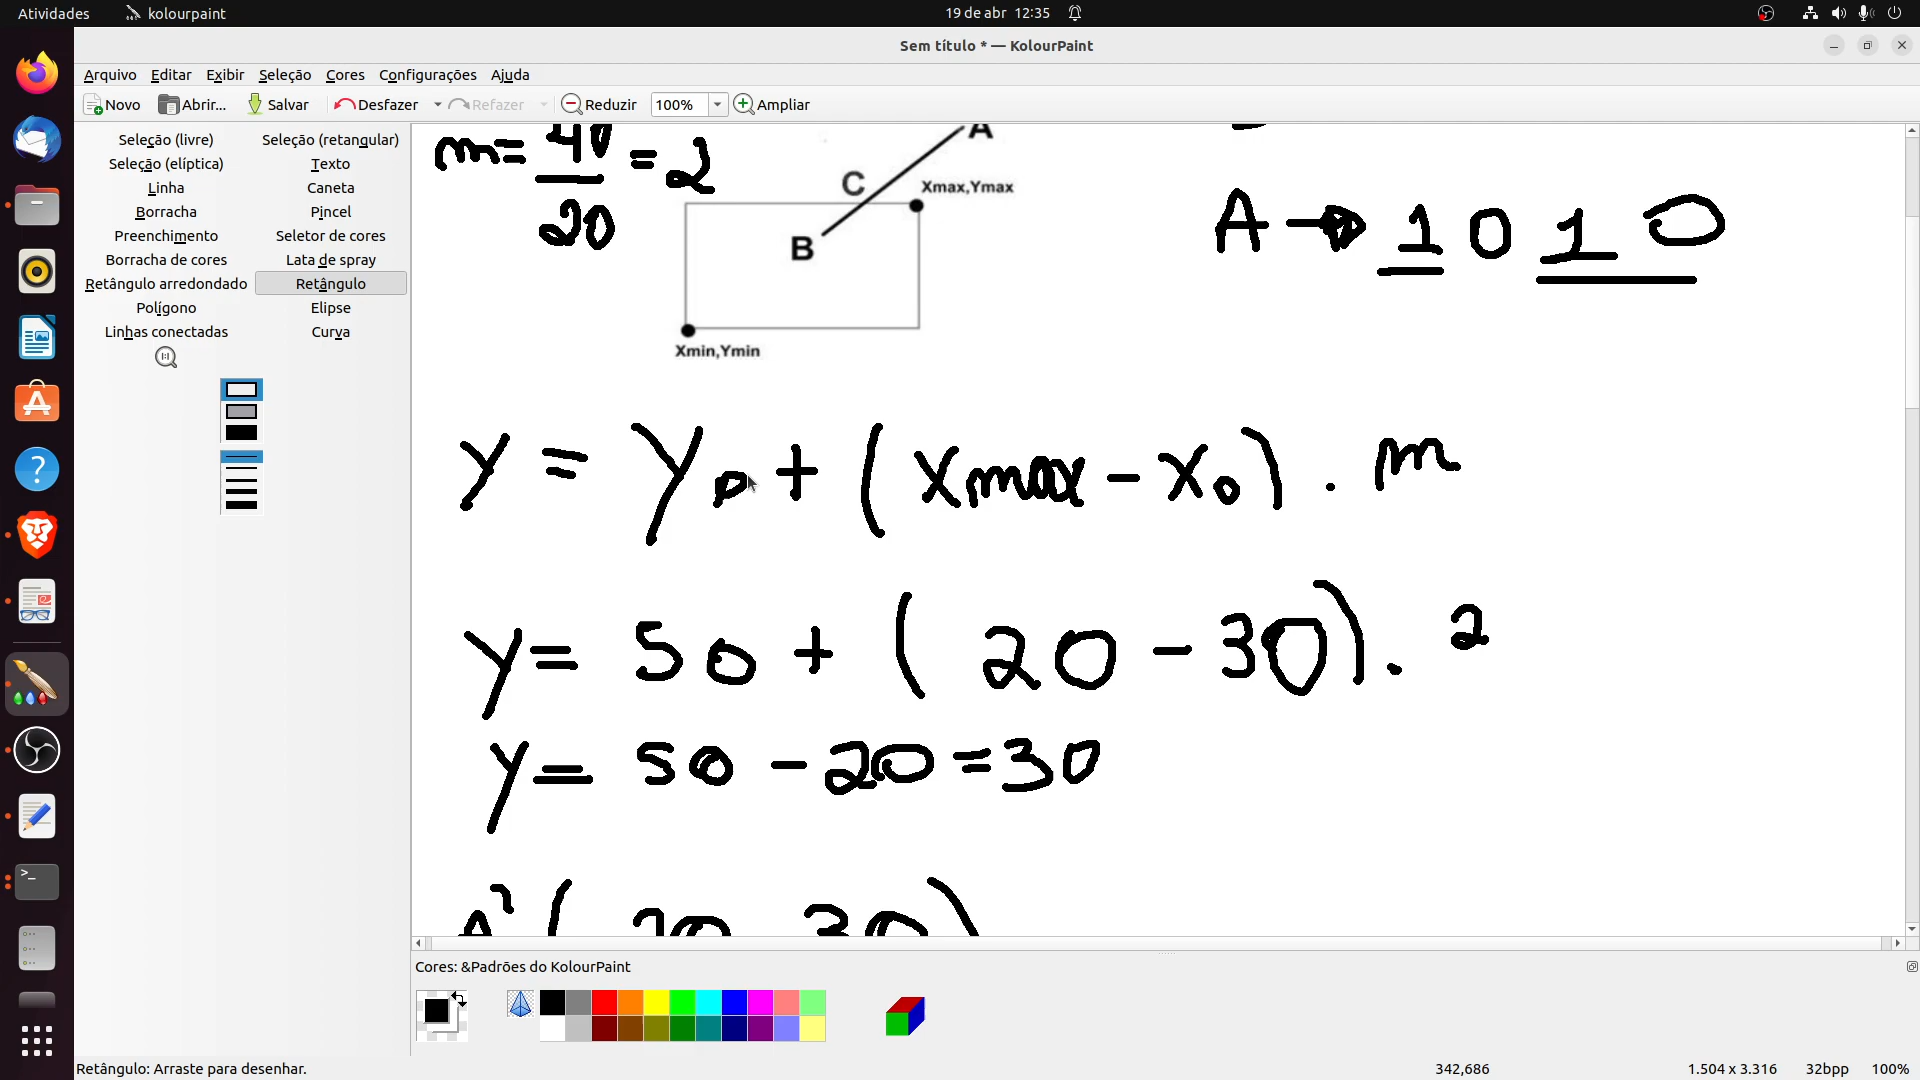 Atividades kolourpaint 19 de abr 12:35
Sem título * — KolourPaint
Arquivo Editar Exibir Seleção Cores Configurações Ajuda
Novo Abrir... Salvar Desfazer Refazer Reduzir 100% Ampliar
Seleção (livre) Seleção (retangular)
Seleção (elíptica) Texto
Linha Caneta
Borracha Pincel
Preenchimento Seletor de cores
Borracha de cores Lata de spray
Retângulo arredondado Retângulo
Polígono Elipse
Linhas conectadas Curva
m = 40 = 2
20
A
C
Xmax,Ymax
B
Xmin,Ymin
A → 1 0 1 0
y = y0 + (xmax - x0) . m
y = 50 + ( 20 - 30) . 2
y = 50 - 20 = 30
A' ( 20 30)
Cores: &Padrões do KolourPaint
Retângulo: Arraste para desenhar. 342,686 1.504 x 3.316 32bpp 100%